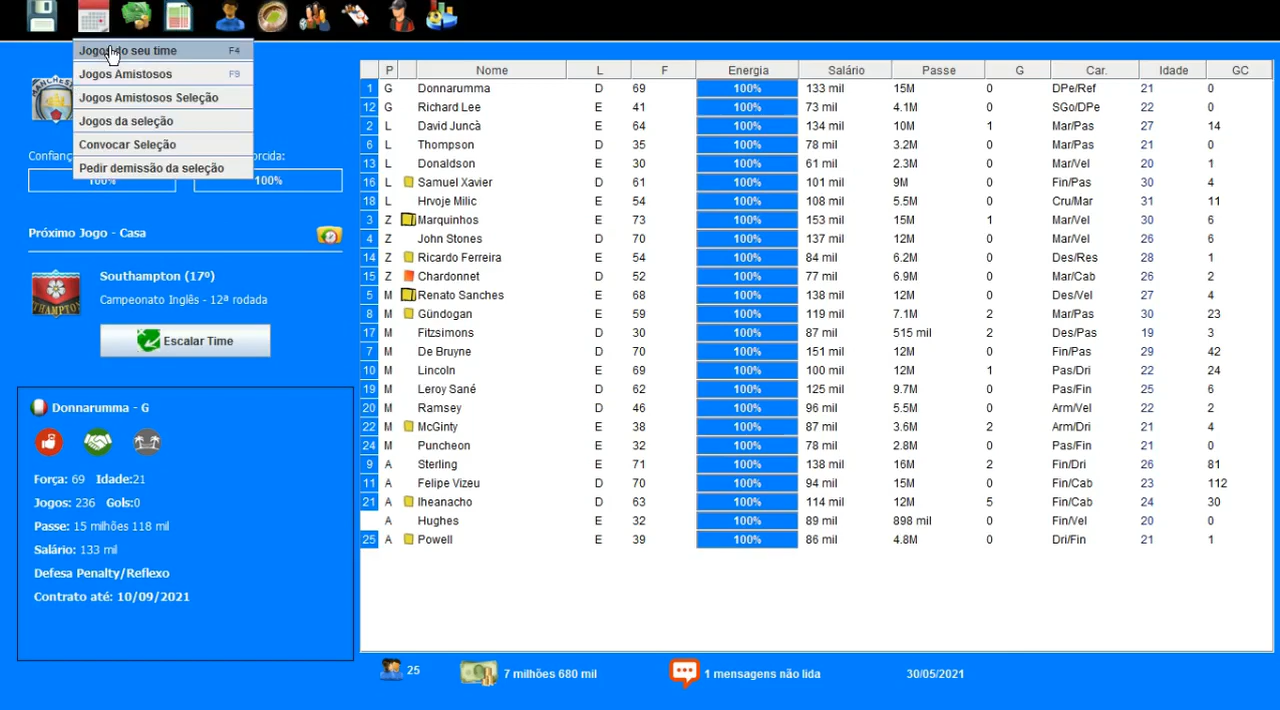 Jogos do seu time F4
Jogos Amistosos F9
Jogos Amistosos Seleção
Jogos da seleção
Convocar Seleção
Pedir demissão da seleção
Confianç
orcida:
100% 100%
Próximo Jogo - Casa
Southampton (17º)
Campeonato Inglês - 12ª rodada
Escalar Time
Donnarumma - G
Força: 69 Idade:21
Jogos: 236 Gols:0
Passe: 15 milhões 118 mil
Salário: 133 mil
Defesa Penalty/Reflexo
Contrato até: 10/09/2021
P Nome L F Energia Salário Passe G Car. Idade GC
1 G Donnarumma D 69 100% 133 mil 15M 0 DPe/Ref 21 0
12 G Richard Lee E 41 100% 73 mil 4.1M 0 SGo/DPe 22 0
2 L David Juncà E 64 100% 134 mil 10M 1 Mar/Pas 27 14
6 L Thompson D 35 100% 78 mil 3.2M 0 Mar/Pas 21 0
13 L Donaldson E 30 100% 61 mil 2.3M 0 Mar/Vel 20 1
16 L Samuel Xavier D 61 100% 101 mil 9M 0 Fin/Pas 30 4
18 L Hrvoje Milic E 54 100% 108 mil 5.5M 0 Cru/Mar 31 11
3 Z Marquinhos E 73 100% 153 mil 15M 1 Mar/Vel 30 6
4 Z John Stones D 70 100% 137 mil 12M 0 Mar/Vel 26 6
14 Z Ricardo Ferreira E 54 100% 84 mil 6.2M 0 Des/Res 28 1
15 Z Chardonnet D 52 100% 77 mil 6.9M 0 Mar/Cab 26 2
5 M Renato Sanches E 68 100% 138 mil 12M 0 Des/Vel 27 4
8 M Gündogan E 59 100% 119 mil 7.1M 2 Mar/Pas 30 23
17 M Fitzsimons D 30 100% 87 mil 515 mil 2 Des/Pas 19 3
7 M De Bruyne D 70 100% 151 mil 12M 0 Fin/Pas 29 42
10 M Lincoln E 69 100% 100 mil 12M 1 Pas/Dri 22 24
19 M Leroy Sané D 62 100% 125 mil 9.7M 0 Pas/Fin 25 6
20 M Ramsey D 46 100% 96 mil 5.5M 0 Arm/Vel 22 2
22 M McGinty E 38 100% 87 mil 3.6M 2 Arm/Dri 21 4
24 M Puncheon E 32 100% 78 mil 2.8M 0 Pas/Fin 21 0
9 A Sterling E 71 100% 138 mil 16M 2 Fin/Dri 26 81
11 A Felipe Vizeu D 70 100% 94 mil 15M 0 Fin/Cab 23 112
21 A Iheanacho D 63 100% 114 mil 12M 5 Fin/Cab 24 30
A Hughes E 32 100% 89 mil 898 mil 0 Fin/Vel 20 0
25 A Powell E 39 100% 86 mil 4.8M 0 Dri/Fin 21 1
25 7 milhões 680 mil 1 mensagens não lida 30/05/2021